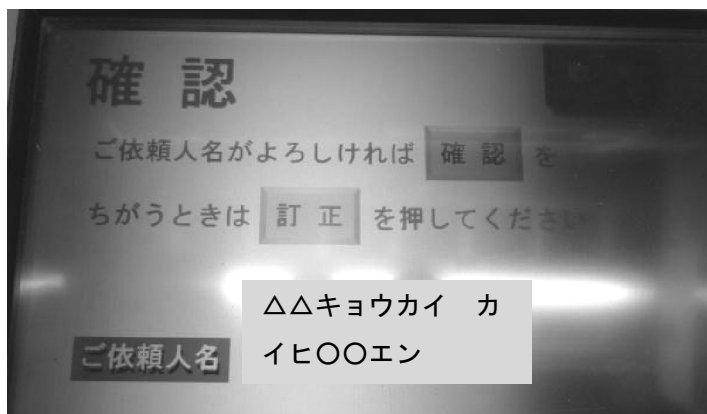 確認
ご依頼人名がよろしければ 確認 を
ちがうときは 訂正 を押してください
△△キョウカイ カ
イヒ〇〇エン
ご依頼人名